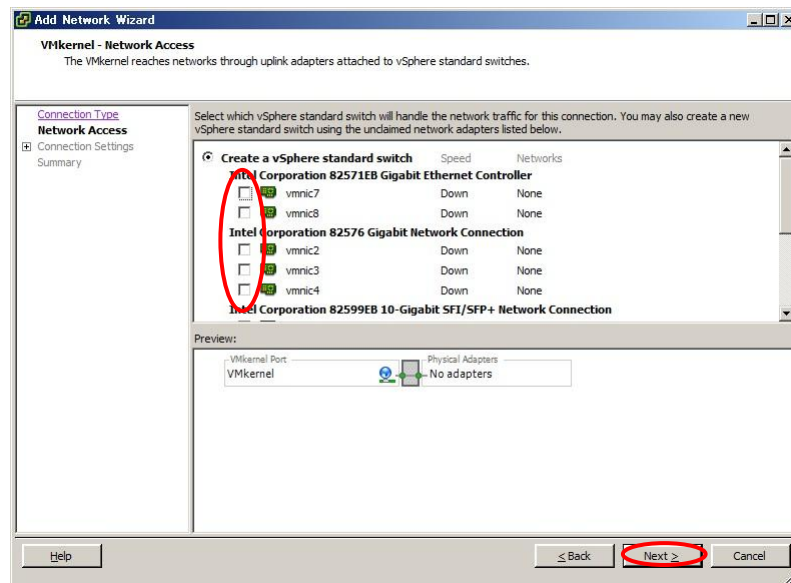 Add Network Wizard
VMkernel - Network Access
The VMkernel reaches networks through uplink adapters attached to vSphere standard switches.
Connection Type
Network Access
Connection Settings
Summary
Select which vSphere standard switch will handle the network traffic for this connection. You may also create a new
vSphere standard switch using the unclaimed network adapters listed below.
Create a vSphere standard switch Speed Networks
Intel Corporation 82571EB Gigabit Ethernet Controller
vmnic7 Down None
vmnic8 Down None
Intel Corporation 82576 Gigabit Network Connection
vmnic2 Down None
vmnic3 Down None
vmnic4 Down None
Intel Corporation 82599EB 10-Gigabit SFI/SFP+ Network Connection
Preview:
VMkernel Port Physical Adapters
VMkernel No adapters
Help < Back Next > Cancel